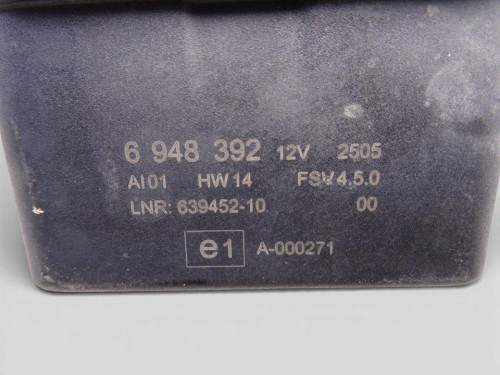 6 948 392 12V 2505
AI01 HW14 FSV4.5.0
LNR: 639452-10 00
e1 A-000271